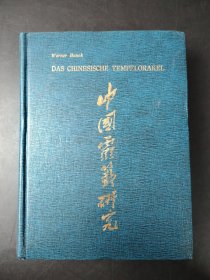 Werner Banck
DAS CHINESISCHE TEMPELORAKEL
中國靈籤研究